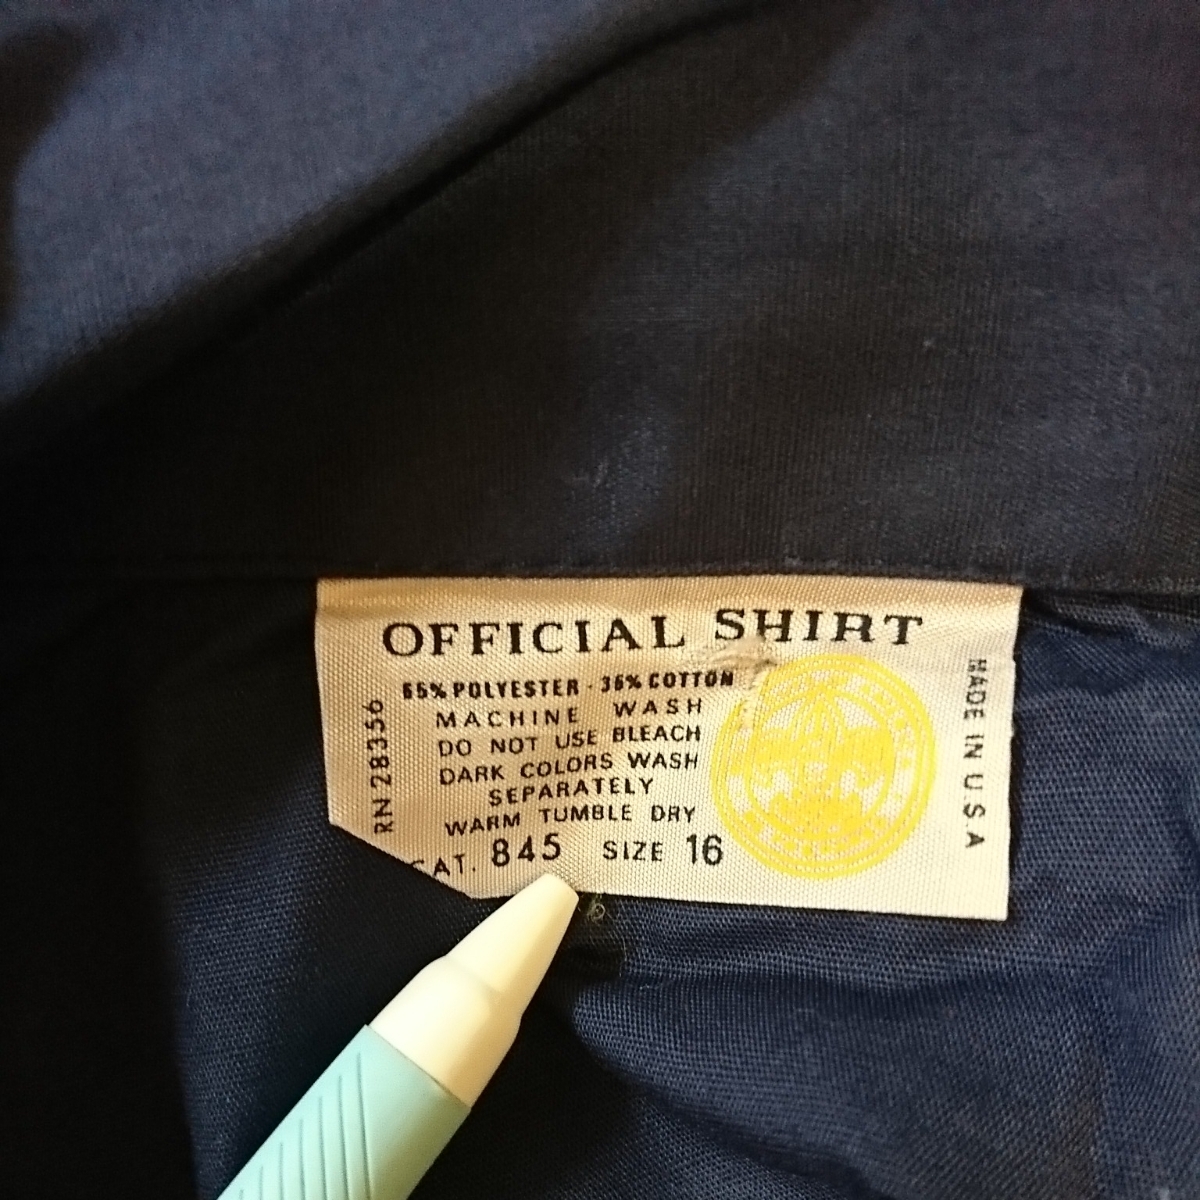 OFFICIAL SHIRT
65% POLYESTER · 35% COTTON
MACHINE WASH
DO NOT USE BLEACH
DARK COLORS WASH
SEPARATELY
WARM TUMBLE DRY
CAT. 845 SIZE 16
RN 28356
MADE IN U.S.A